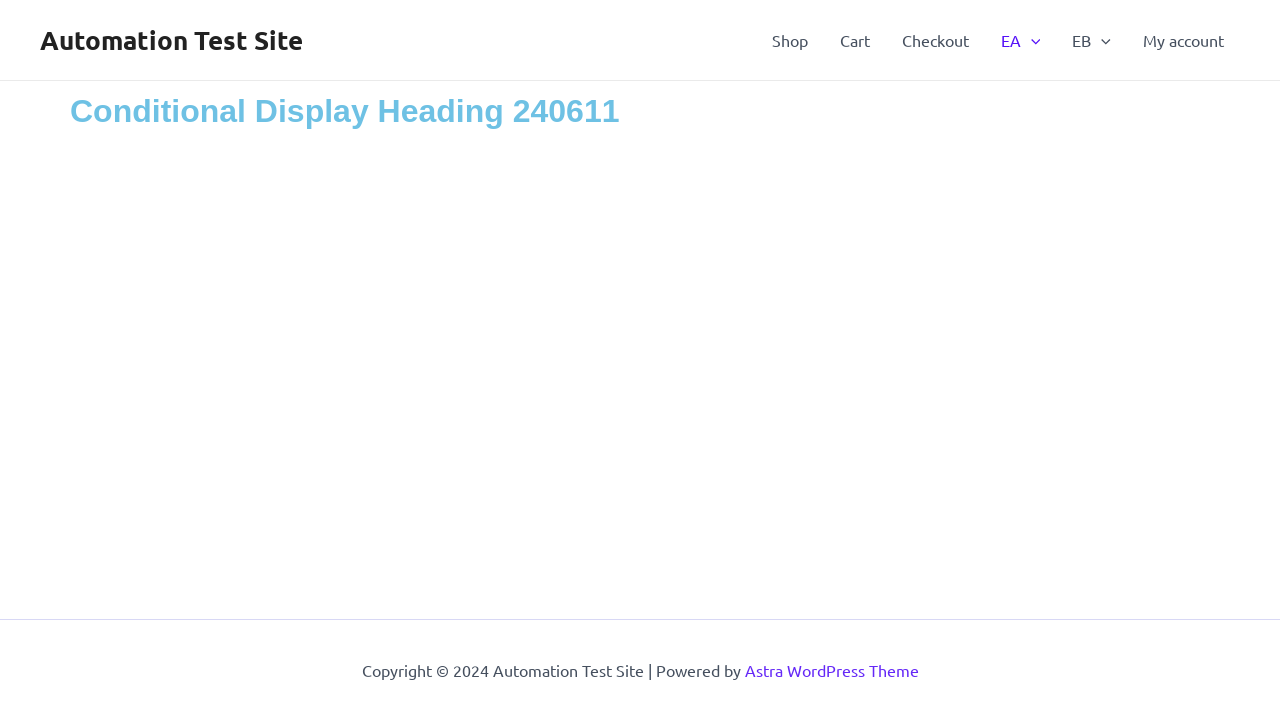 Automation Test Site
Shop Cart Checkout EA EB My account
Conditional Display Heading 240611
Copyright © 2024 Automation Test Site | Powered by Astra WordPress Theme